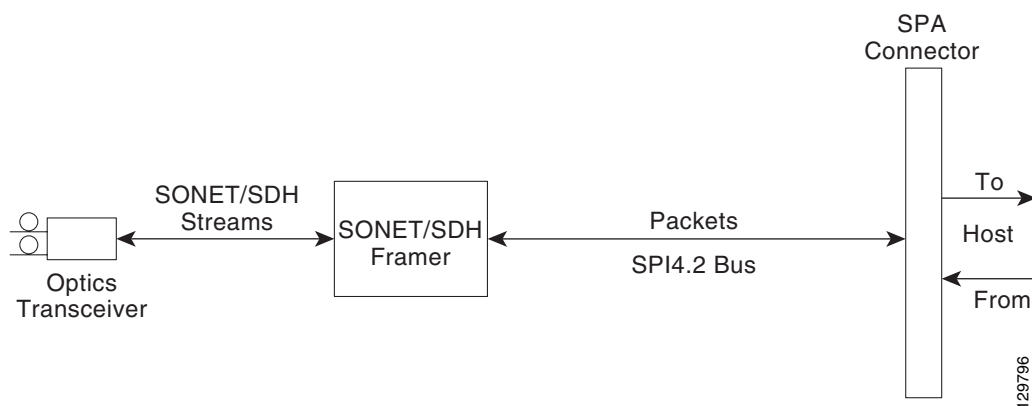 SPA
Connector
SONET/SDH
Streams
SONET/SDH
Framer
Packets
SPI4.2 Bus
To
Host
From
Optics
Transceiver
129796